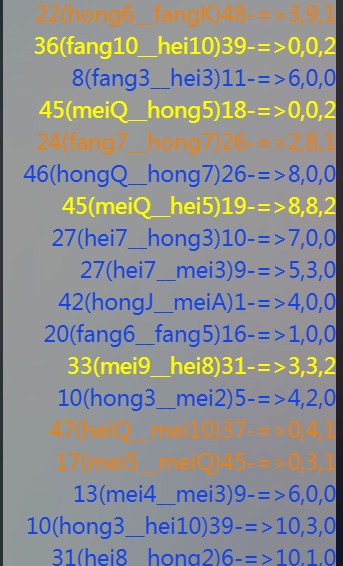 22(hong6__fangK)48-=>3,9,1
36(fang10__hei10)39-=>0,0,2
8(fang3__hei3)11-=>6,0,0
45(meiQ__hong5)18-=>0,0,2
24(fang7__hong7)26-=>2,8,1
46(hongQ__hong7)26-=>8,0,0
45(meiQ__hei5)19-=>8,8,2
27(hei7__hong3)10-=>7,0,0
27(hei7__mei3)9-=>5,3,0
42(hongJ__meiA)1-=>4,0,0
20(fang6__fang5)16-=>1,0,0
33(mei9__hei8)31-=>3,3,2
10(hong3__mei2)5-=>4,2,0
47(heiQ__mei10)37-=>0,4,1
17(mei5__meiQ)45-=>0,3,1
13(mei4__mei3)9-=>6,0,0
10(hong3__hei10)39-=>10,3,0
31(hei8__hong2)6-=>10,1,0